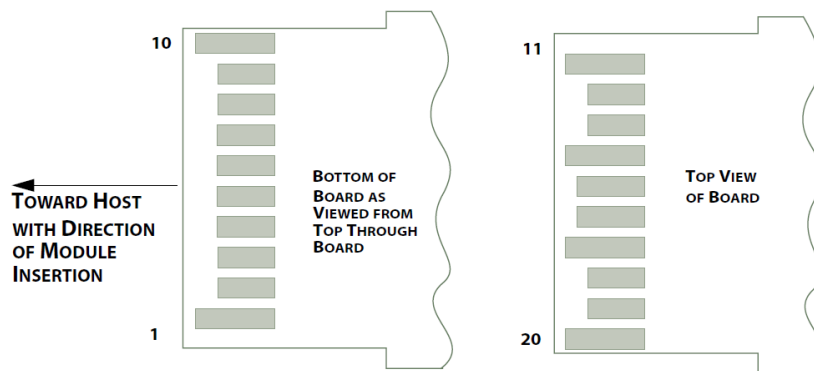 10
BOTTOM OF
BOARD AS
VIEWED FROM
TOP THROUGH
BOARD
TOWARD HOST
WITH DIRECTION
OF MODULE
INSERTION
1
11
TOP VIEW
OF BOARD
20